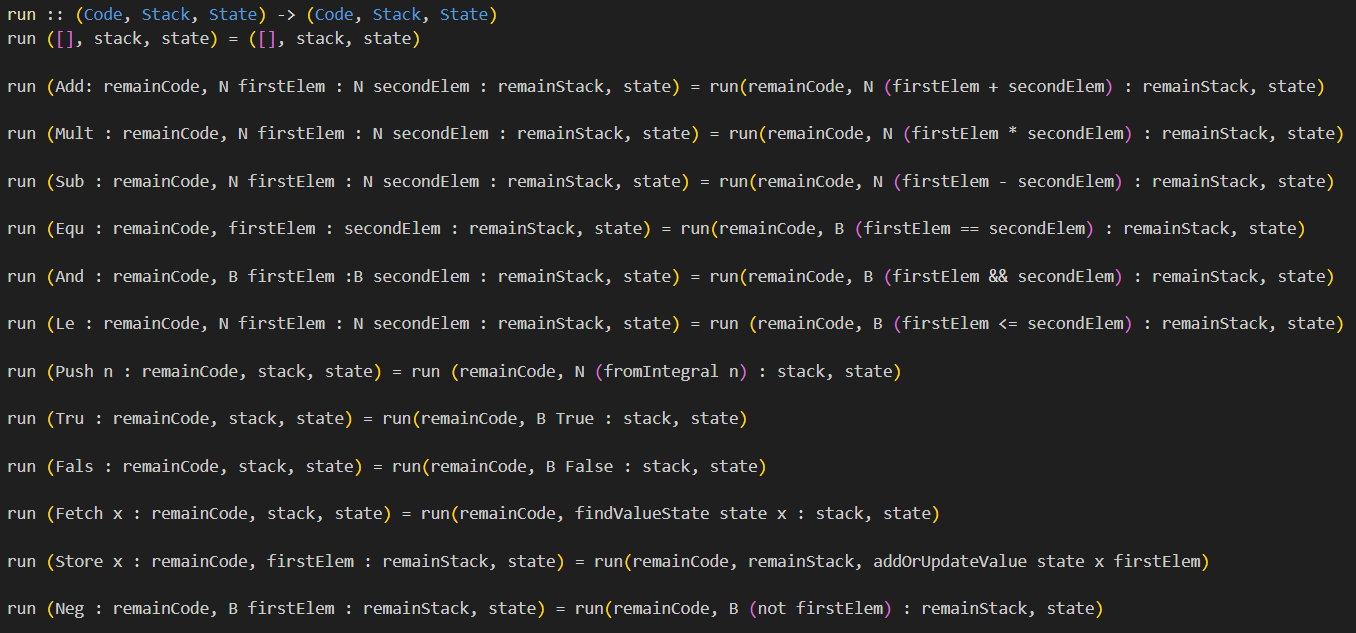 run :: (Code, Stack, State) -> (Code, Stack, State)
run ([], stack, state) = ([], stack, state)
run (Add: remainCode, N firstElem : N secondElem : remainStack, state) = run(remainCode, N (firstElem + secondElem) : remainStack, state)
run (Mult : remainCode, N firstElem : N secondElem : remainStack, state) = run(remainCode, N (firstElem * secondElem) : remainStack, state)
run (Sub : remainCode, N firstElem : N secondElem : remainStack, state) = run(remainCode, N (firstElem - secondElem) : remainStack, state)
run (Equ : remainCode, firstElem : secondElem : remainStack, state) = run(remainCode, B (firstElem == secondElem) : remainStack, state)
run (And : remainCode, B firstElem :B secondElem : remainStack, state) = run(remainCode, B (firstElem && secondElem) : remainStack, state)
run (Le : remainCode, N firstElem : N secondElem : remainStack, state) = run (remainCode, B (firstElem <= secondElem) : remainStack, state)
run (Push n : remainCode, stack, state) = run (remainCode, N (fromIntegral n) : stack, state)
run (Tru : remainCode, stack, state) = run(remainCode, B True : stack, state)
run (Fals : remainCode, stack, state) = run(remainCode, B False : stack, state)
run (Fetch x : remainCode, stack, state) = run(remainCode, findValueState state x : stack, state)
run (Store x : remainCode, firstElem : remainStack, state) = run(remainCode, remainStack, addOrUpdateValue state x firstElem)
run (Neg : remainCode, B firstElem : remainStack, state) = run(remainCode, B (not firstElem) : remainStack, state)